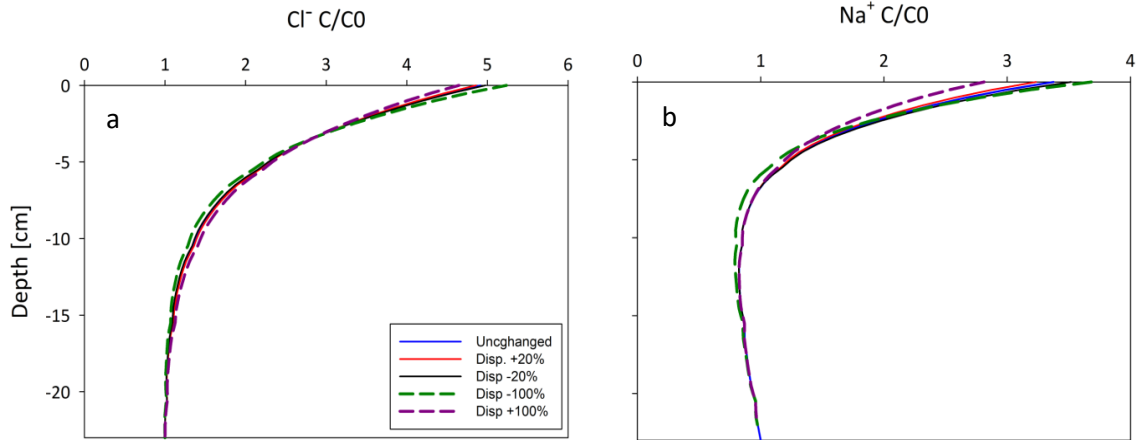 Cl⁻ C/C0
0 1 2 3 4 5 6
a
0
-5
-10
-15
-20
Depth [cm]
Uncghanged
Disp. +20%
Disp -20%
Disp -100%
Disp +100%
Na⁺ C/C0
0 1 2 3 4
b